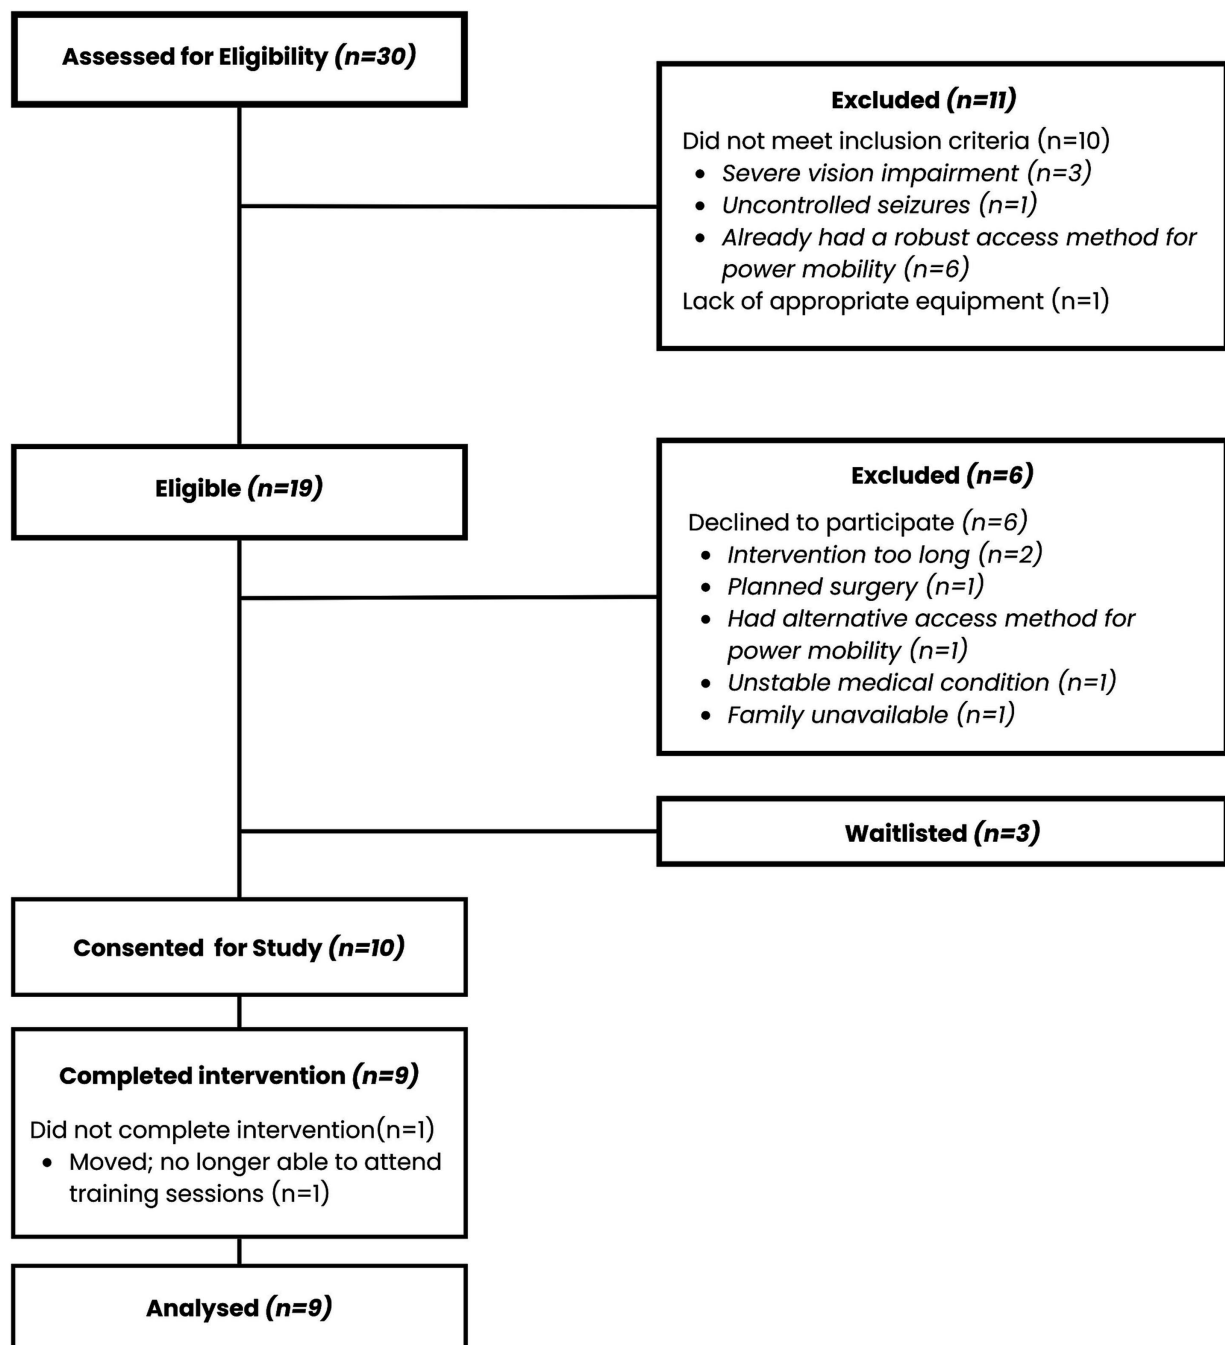 Assessed for Eligibility (n=30)
Excluded (n=11)
Did not meet inclusion criteria (n=10)
• Severe vision impairment (n=3)
• Uncontrolled seizures (n=1)
• Already had a robust access method for
power mobility (n=6)
Lack of appropriate equipment (n=1)
Eligible (n=19)
Excluded (n=6)
Declined to participate (n=6)
• Intervention too long (n=2)
• Planned surgery (n=1)
• Had alternative access method for
power mobility (n=1)
• Unstable medical condition (n=1)
• Family unavailable (n=1)
Waitlisted (n=3)
Consented for Study (n=10)
Completed intervention (n=9)
Did not complete intervention(n=1)
• Moved; no longer able to attend
training sessions (n=1)
Analysed (n=9)